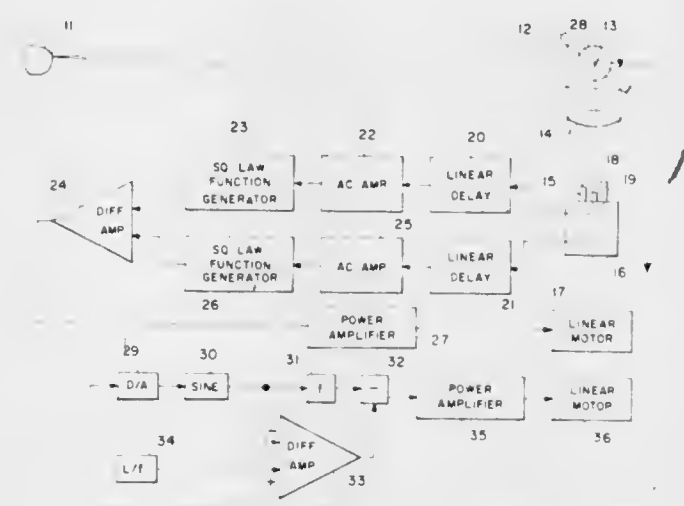 11
12 28 13
23 22 20 14 18
24 SQ LAW FUNCTION GENERATOR AC AMR LINEAR DELAY 15 19
DIFF AMP
25
SQ LAW FUNCTION GENERATOR AC AMP LINEAR DELAY
26 21 16
17
POWER AMPLIFIER 27 LINEAR MOTOR
29 30 31 32
D/A SINE f − POWER AMPLIFIER LINEAR MOTOR
34 35 36
− DIFF AMP +
L/f 33